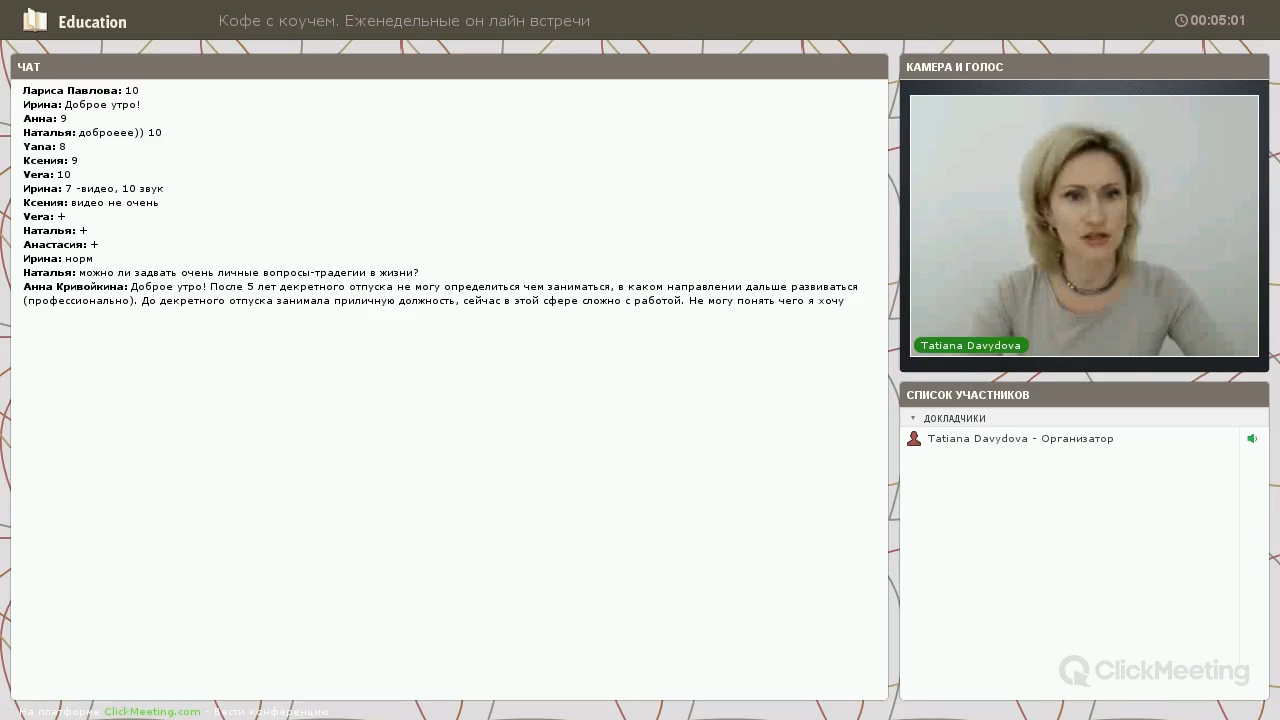 Education
Кофе с коучем. Еженедельные он лайн встречи
00:05:01
ЧАТ
Лариса Павлова: 10
Ирина: Доброе утро!
Анна: 9
Наталья: доброеее)) 10
Yana: 8
Ксения: 9
Vera: 10
Ирина: 7 -видео, 10 звук
Ксения: видео не очень
Vera: +
Наталья: +
Анастасия: +
Ирина: норм
Наталья: можно ли задвать очень личные вопросы-традегии в жизни?
Анна Кривойкина: Доброе утро! После 5 лет декретного отпуска не могу определиться чем заниматься, в каком направлении дальше развиваться
(профессионально). До декретного отпуска занимала приличную должность, сейчас в этой сфере сложно с работой. Не могу понять чего я хочу
КАМЕРА И ГОЛОС
Tatiana Davydova
СПИСОК УЧАСТНИКОВ
ДОКЛАДЧИКИ
Tatiana Davydova - Организатор
ClickMeeting
На платформе ClickMeeting.com - Вести конференцию